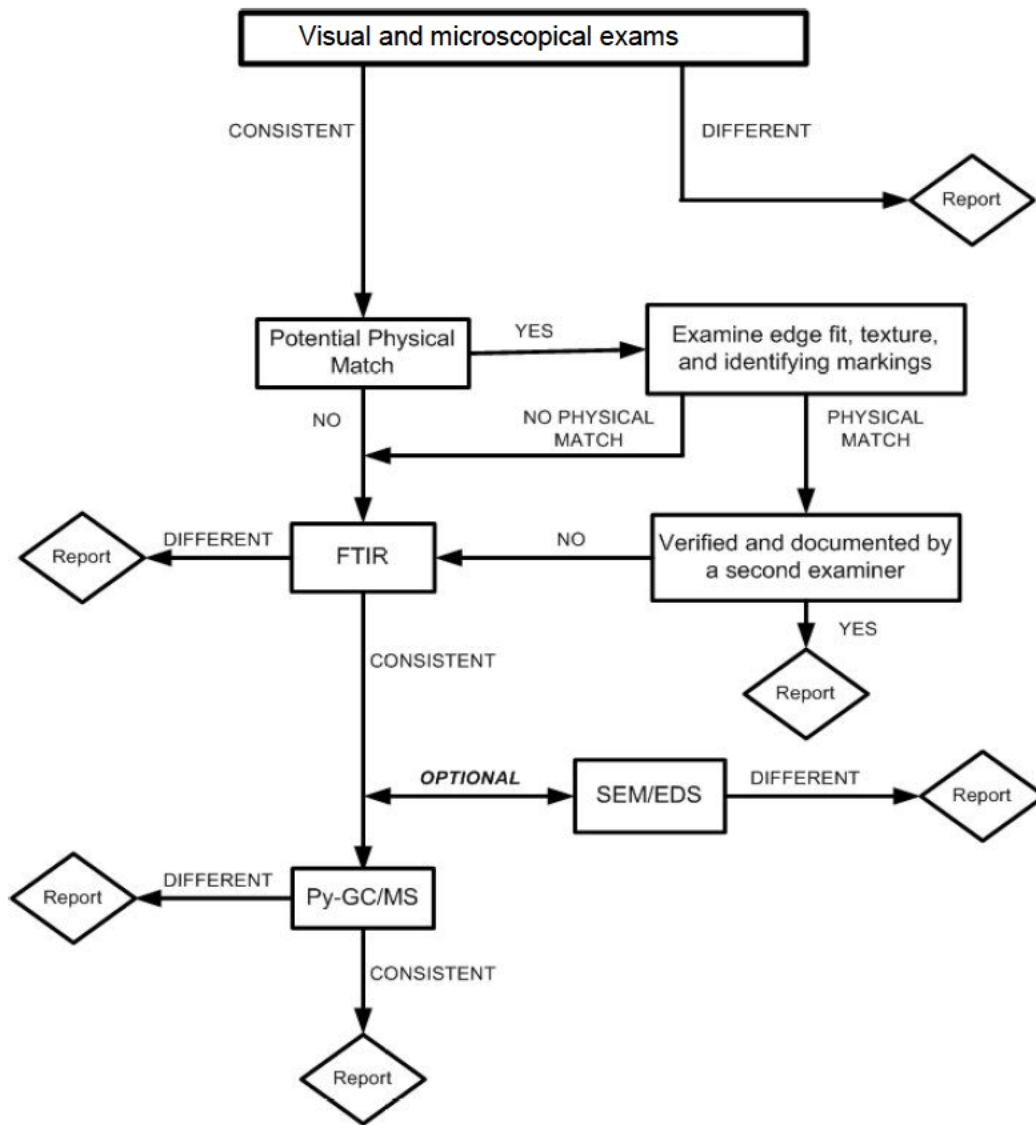 Visual and microscopical exams
CONSISTENT
DIFFERENT
Report
Potential Physical
Match
YES
Examine edge fit, texture,
and identifying markings
NO
NO PHYSICAL
MATCH
PHYSICAL
MATCH
Report
DIFFERENT
FTIR
NO
Verified and documented by
a second examiner
YES
CONSISTENT
Report
OPTIONAL
SEM/EDS
DIFFERENT
Report
Report
DIFFERENT
Py-GC/MS
CONSISTENT
Report